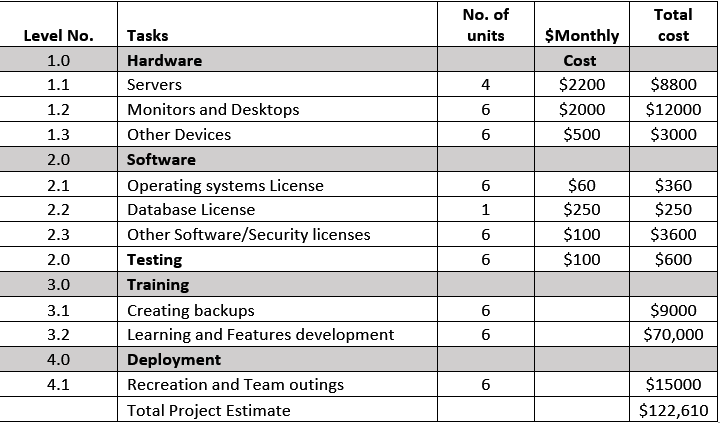 Level No. Tasks No. of units $Monthly Total cost
1.0 Hardware Cost
1.1 Servers 4 $2200 $8800
1.2 Monitors and Desktops 6 $2000 $12000
1.3 Other Devices 6 $500 $3000
2.0 Software
2.1 Operating systems License 6 $60 $360
2.2 Database License 1 $250 $250
2.3 Other Software/Security licenses 6 $100 $3600
2.0 Testing 6 $100 $600
3.0 Training
3.1 Creating backups 6 $9000
3.2 Learning and Features development 6 $70,000
4.0 Deployment
4.1 Recreation and Team outings 6 $15000
Total Project Estimate $122,610